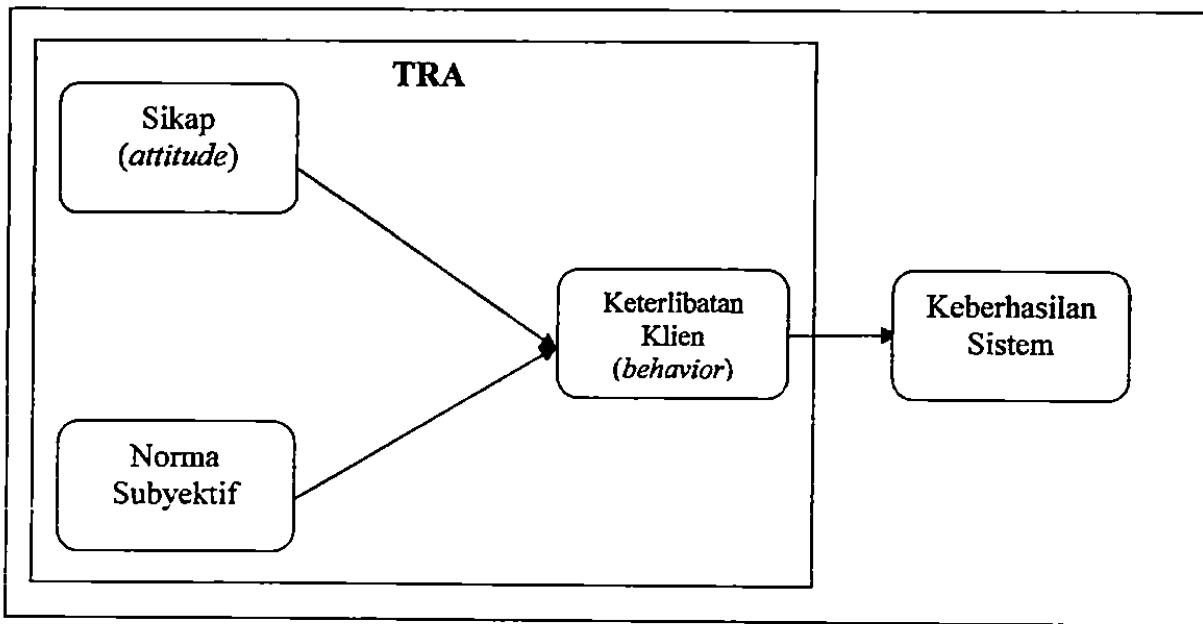 TRA
Sikap
(attitude)
Keterlibatan
Klien
(behavior)
Keberhasilan
Sistem
Norma
Subyektif